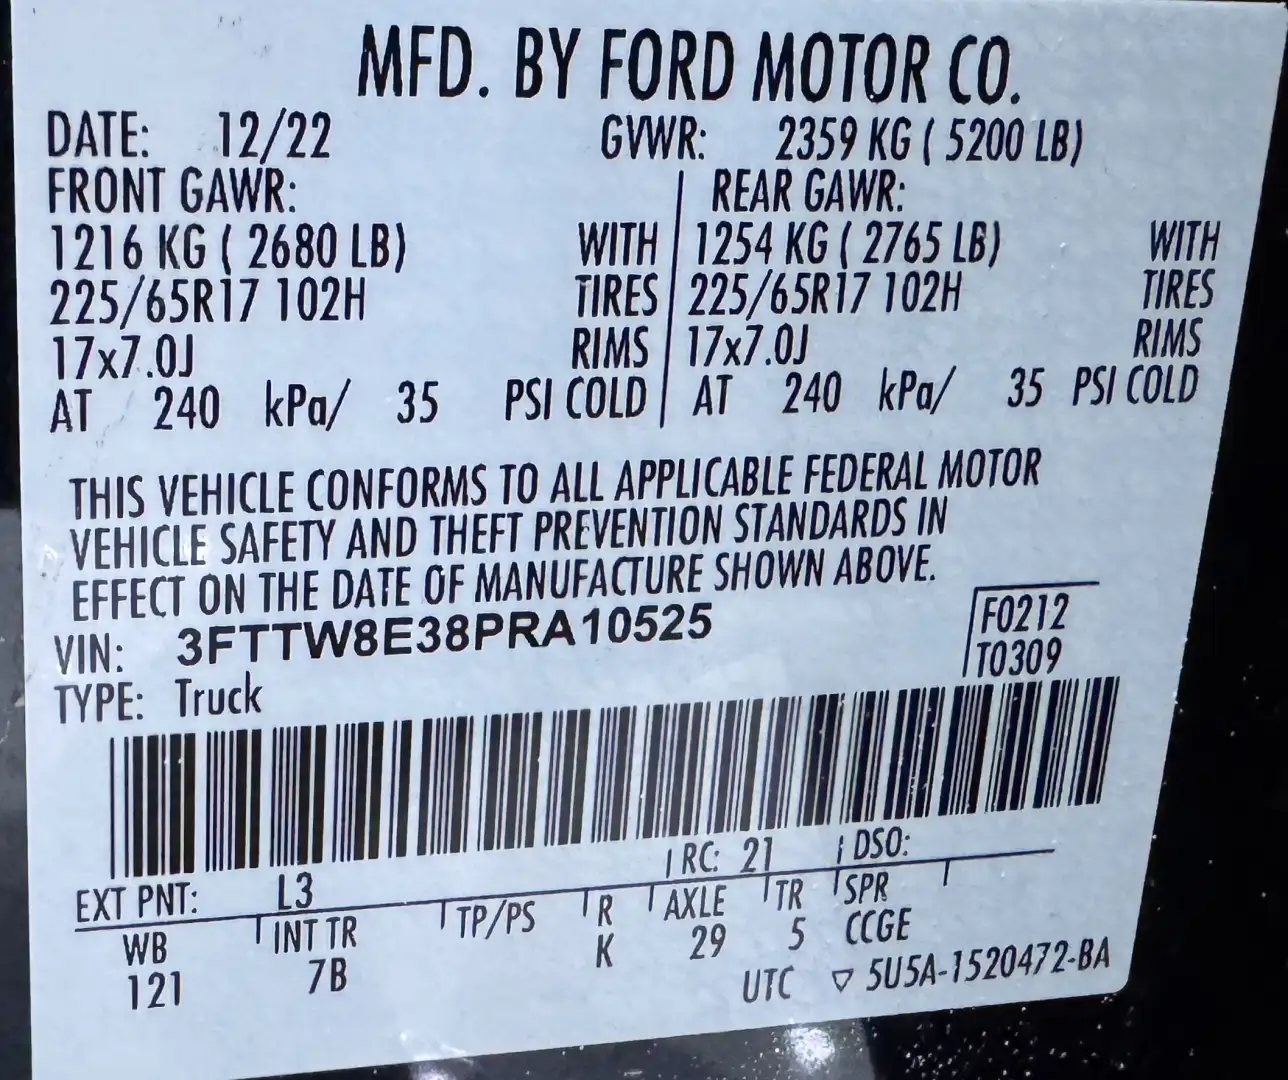 MFD. BY FORD MOTOR CO.
DATE: 12/22 GVWR: 2359 KG ( 5200 LB)
FRONT GAWR: REAR GAWR:
1216 KG ( 2680 LB) WITH 1254 KG ( 2765 LB) WITH
225/65R17 102H TIRES 225/65R17 102H TIRES
17x7.0J RIMS 17x7.0J RIMS
AT 240 kPa/ 35 PSI COLD AT 240 kPa/ 35 PSI COLD
THIS VEHICLE CONFORMS TO ALL APPLICABLE FEDERAL MOTOR
VEHICLE SAFETY AND THEFT PREVENTION STANDARDS IN
EFFECT ON THE DATE OF MANUFACTURE SHOWN ABOVE.
VIN: 3FTTW8E38PRA10525 F0212
TYPE: Truck T0309
EXT PNT: L3 RC: 21 DSO:
WB INT TR TP/PS R AXLE TR SPR
121 7B K 29 5 CCGE
UTC ▽ 5U5A-1520472-BA